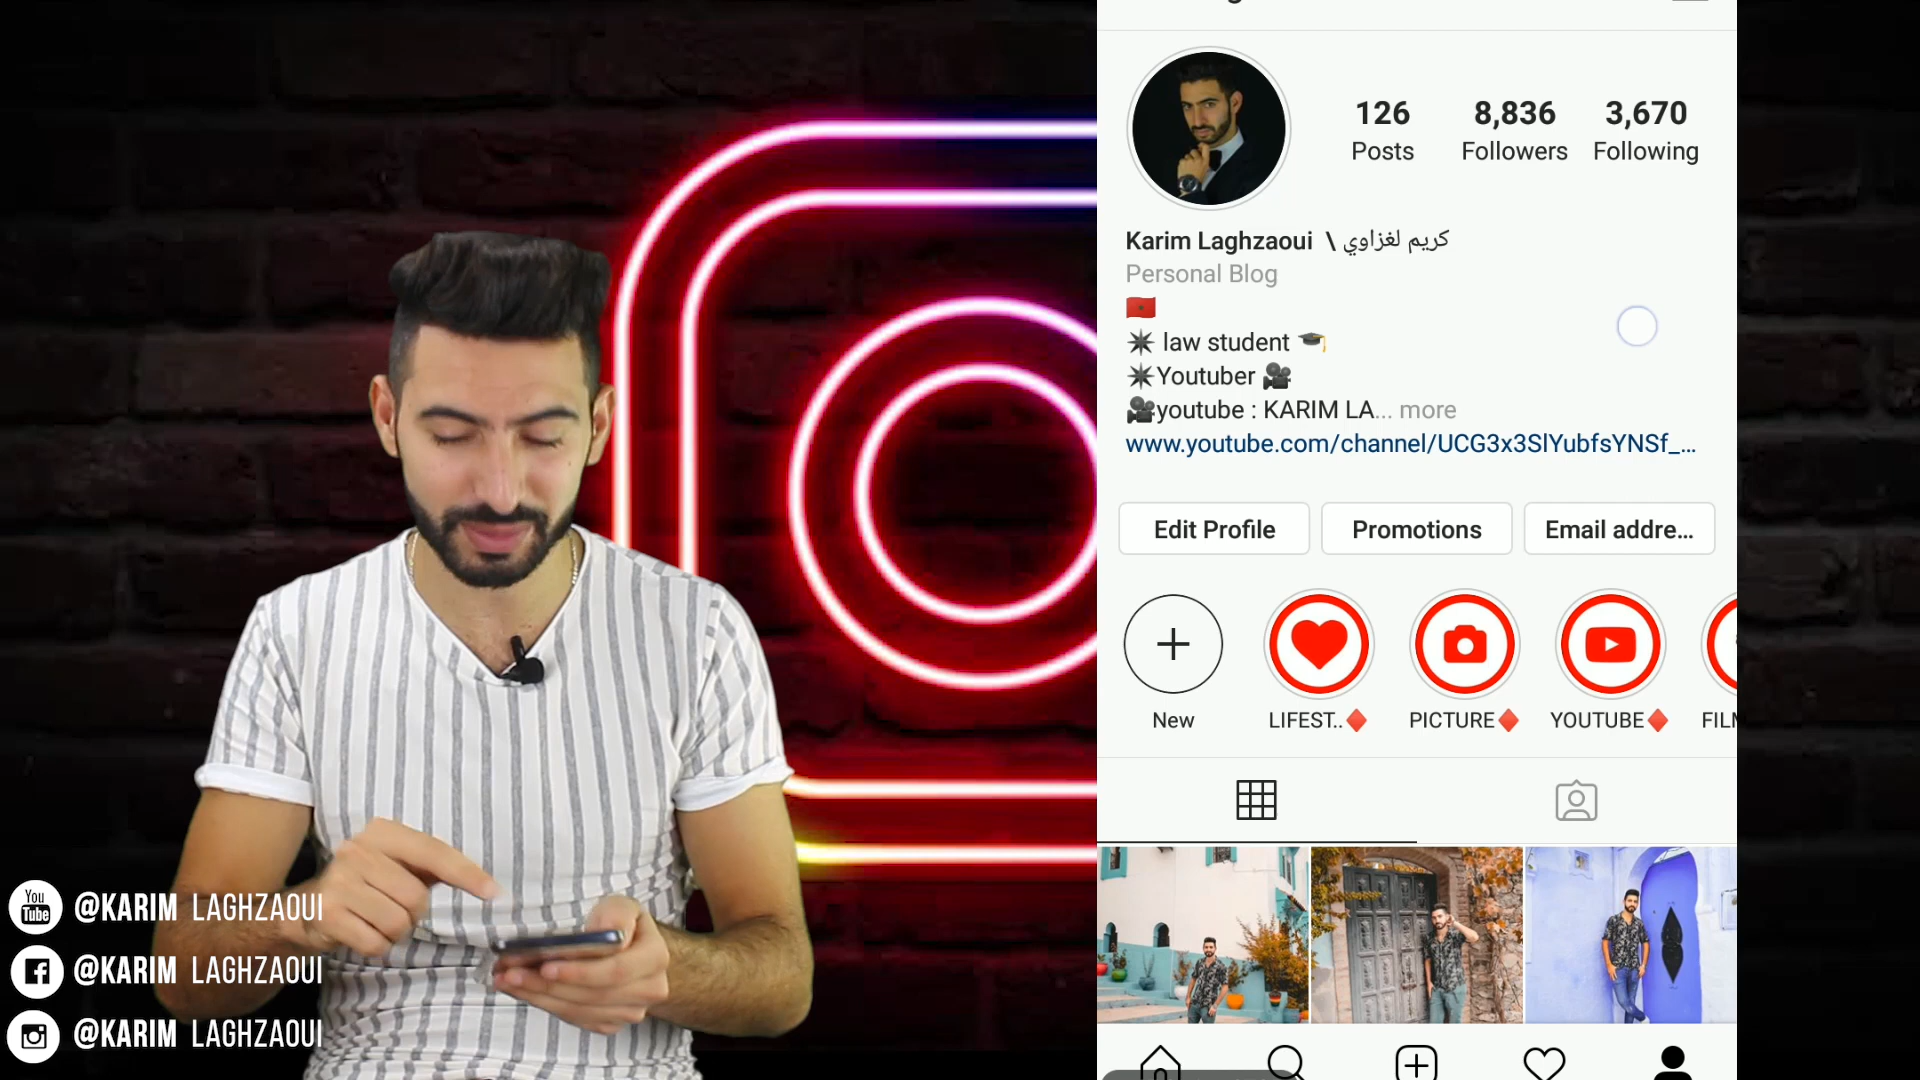 126
Posts
8,836
Followers
3,670
Following
Karim Laghzaoui \ كريم لغزاوي
Personal Blog
law student
Youtuber
youtube : KARIM LA... more
www.youtube.com/channel/UCG3x3SlYubfsYNSf_...
Edit Profile
Promotions
Email addre...
New
LIFEST..
PICTURE
YOUTUBE
You Tube
@KARIM LAGHZAOUI
@KARIM LAGHZAOUI
@KARIM LAGHZAOUI